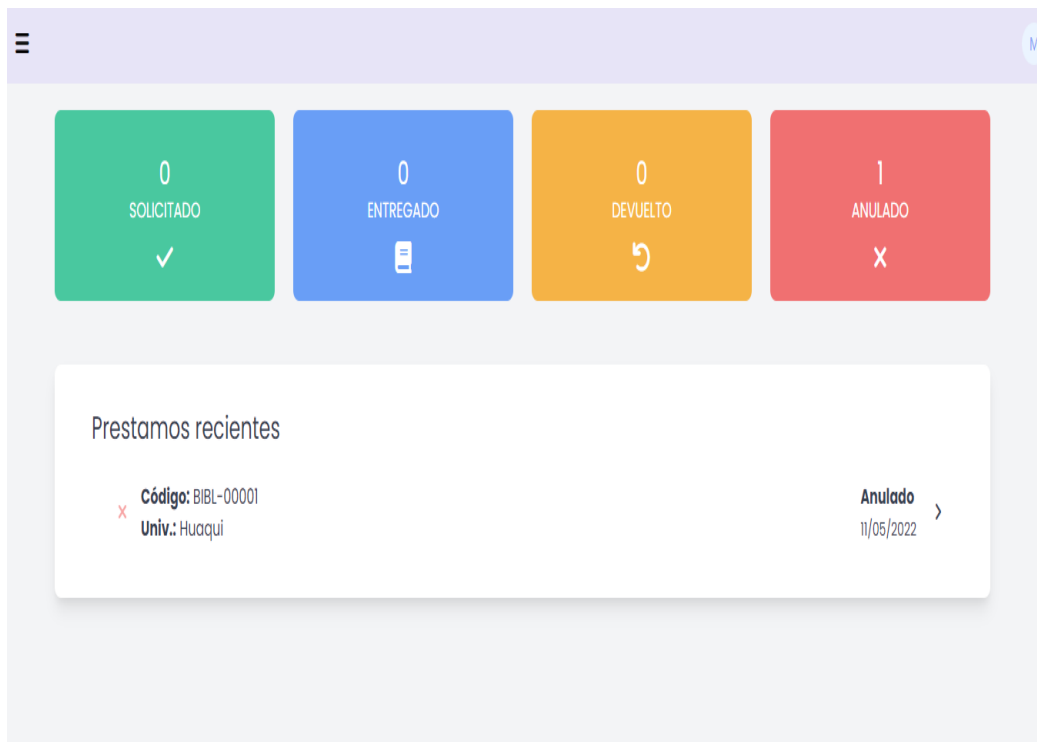 M
0
SOLICITADO
0
ENTREGADO
0
DEVUELTO
1
ANULADO
Prestamos recientes
Código: BIBL-00001
Univ.: Huaqui
Anulado
11/05/2022